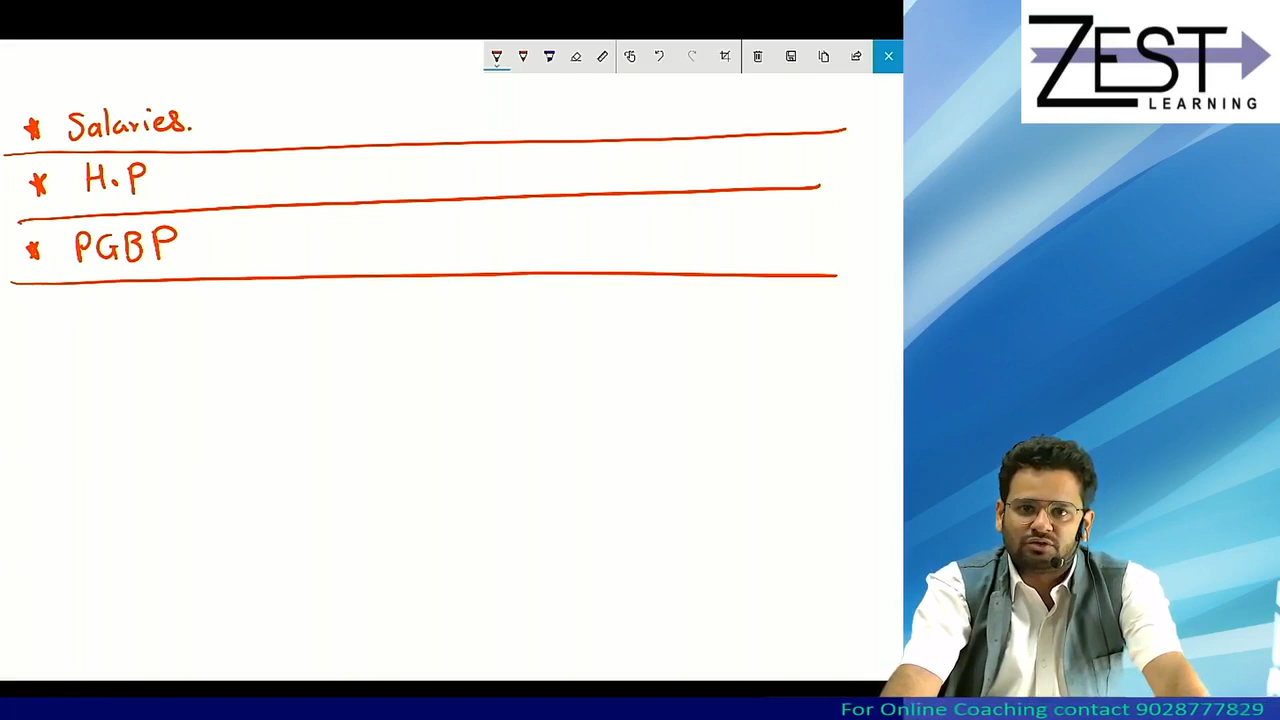 ZEST
LEARNING
★ Salaries.
★ H.P
★ PGBP
For Online Coaching contact 9028777829